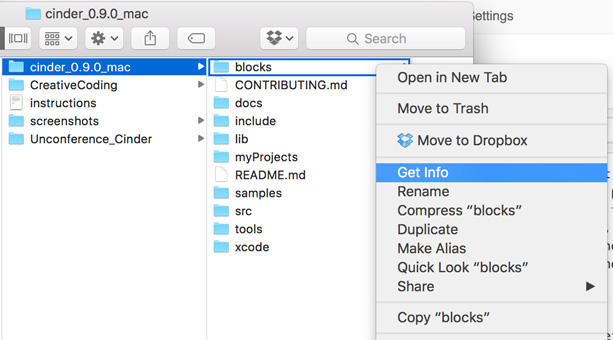 cinder_0.9.0_mac
Settings
Search
cinder_0.9.0_mac
CreativeCoding
instructions
screenshots
Unconference_Cinder
blocks
CONTRIBUTING.md
docs
include
lib
myProjects
README.md
samples
src
tools
xcode
Open in New Tab
Move to Trash
Move to Dropbox
Get Info
Rename
Compress “blocks”
Duplicate
Make Alias
Quick Look “blocks”
Share
Copy “blocks”